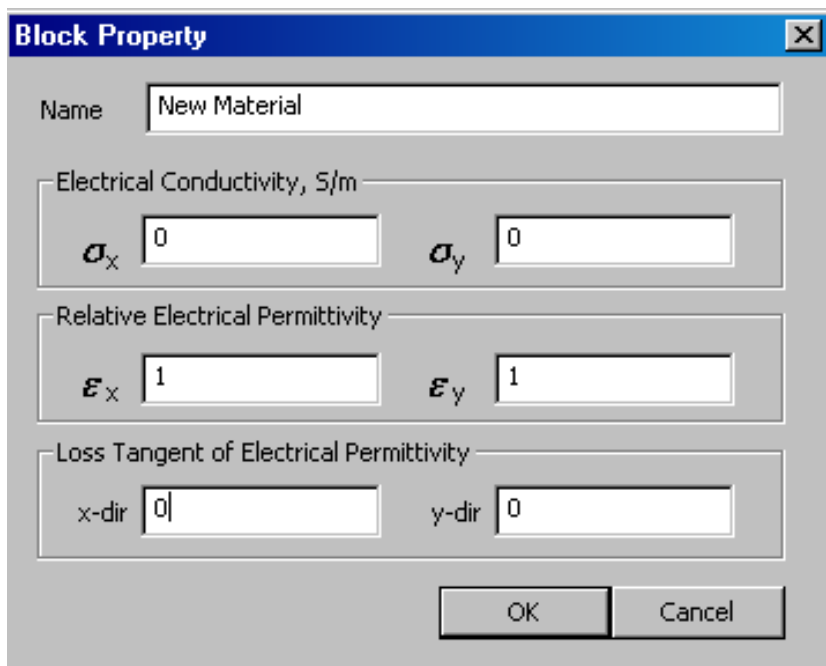 Block Property
Name New Material
Electrical Conductivity, S/m
σx 0 σy 0
Relative Electrical Permittivity
εx 1 εy 1
Loss Tangent of Electrical Permittivity
x-dir 0 y-dir 0
OK Cancel